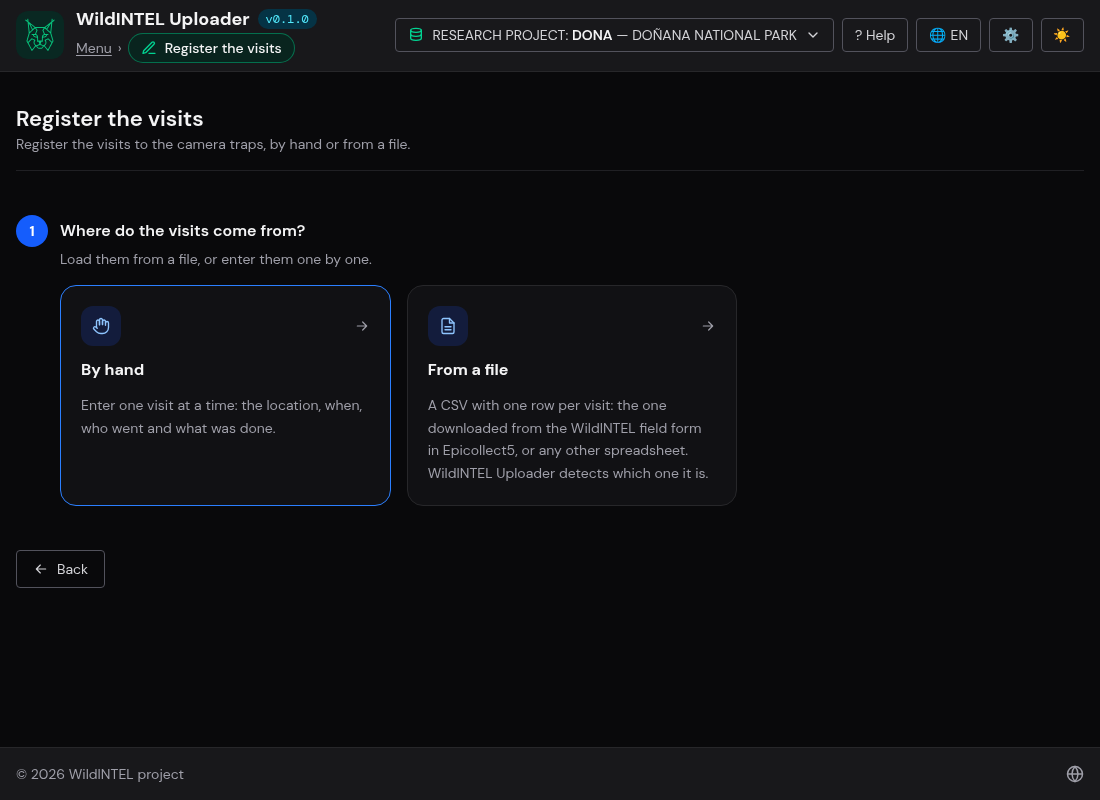 WildINTEL Uploader v0.1.0
Menu › Register the visits
RESEARCH PROJECT: DONA — DOÑANA NATIONAL PARK
? Help
EN
Register the visits
Register the visits to the camera traps, by hand or from a file.
1 Where do the visits come from?
Load them from a file, or enter them one by one.
By hand
Enter one visit at a time: the location, when,
who went and what was done.
From a file
A CSV with one row per visit: the one
downloaded from the WildINTEL field form
in Epicollect5, or any other spreadsheet.
WildINTEL Uploader detects which one it is.
Back
© 2026 WildINTEL project